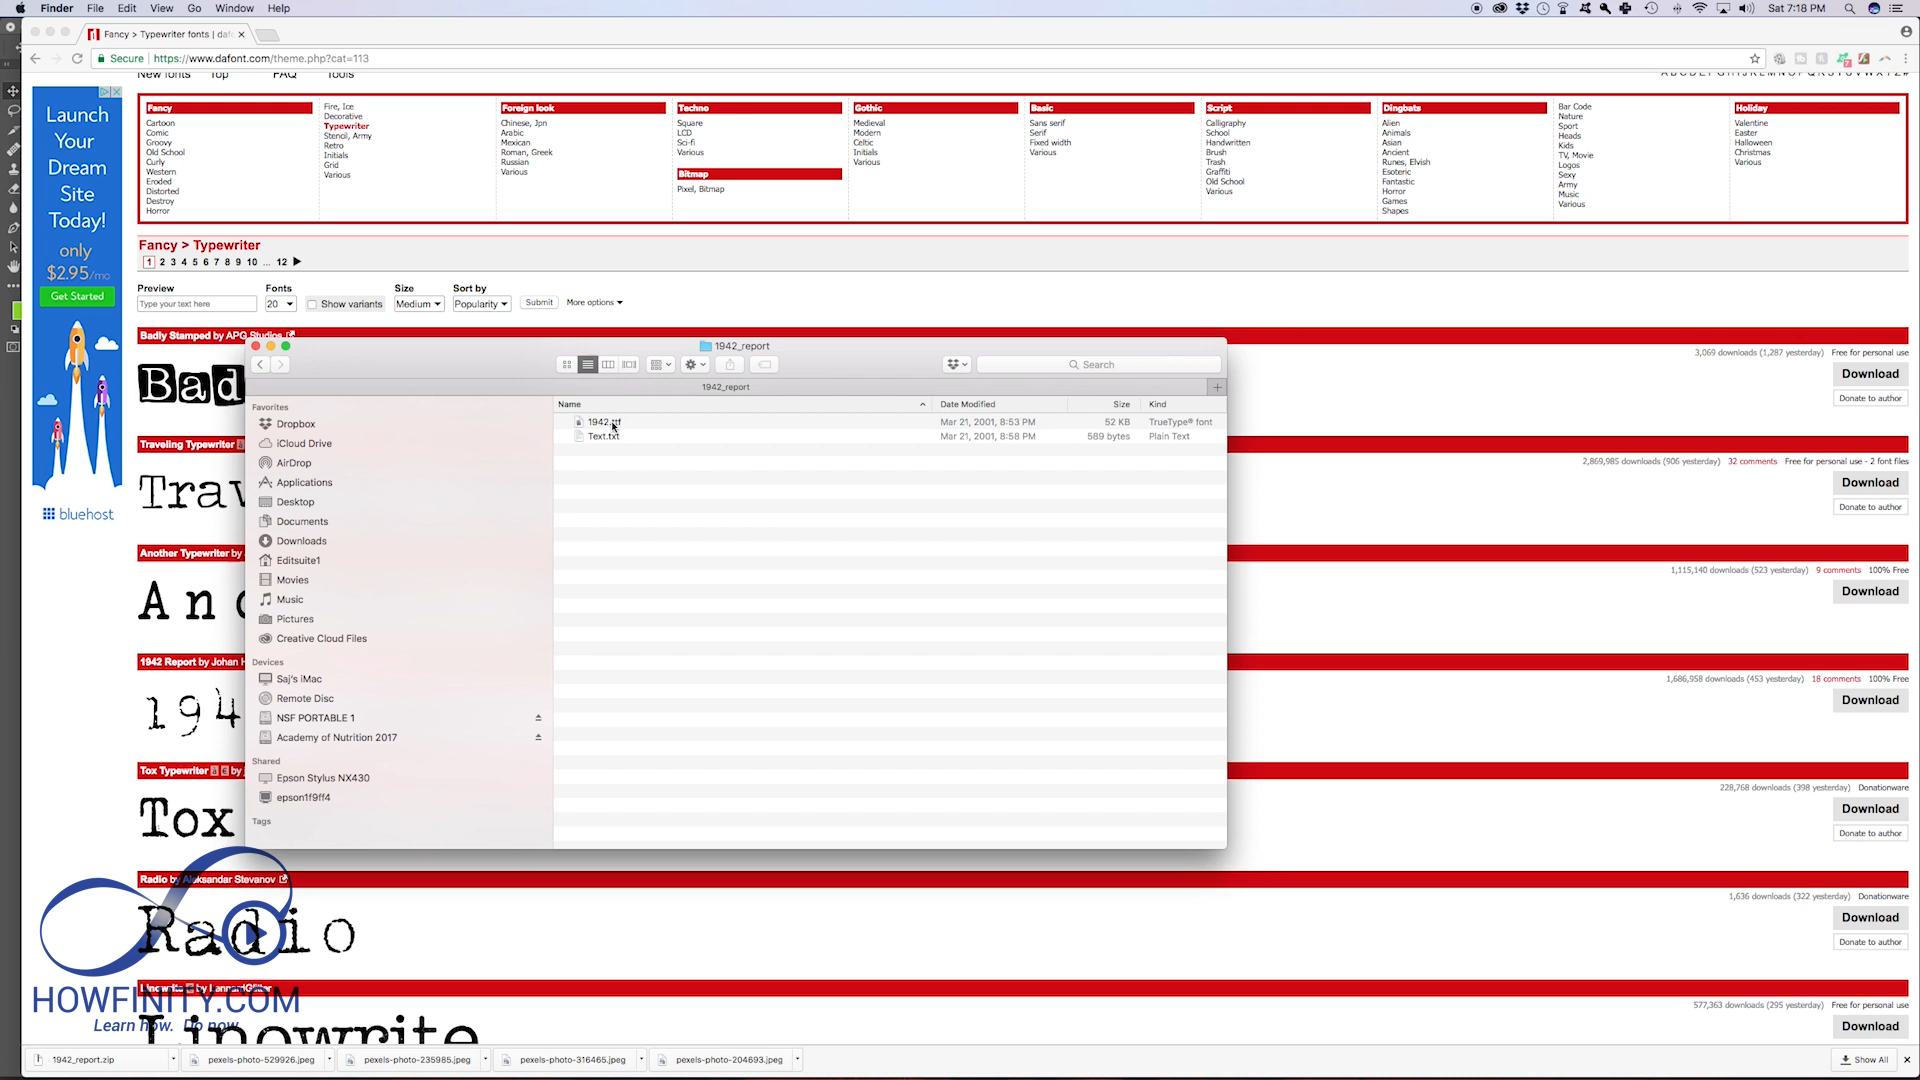 Finder File Edit View Go Window Help
Sat 7:18 PM
Fancy > Typewriter fonts | daf
Secure https://www.dafont.com/theme.php?cat=113
New fonts Top FAQ Tools
Launch
Your
Dream
Site
Today!
only
$2.95/mo
Get Started
bluehost
Fancy
Cartoon
Comic
Groovy
Old School
Curly
Western
Eroded
Distorted
Destroy
Horror
Fire, Ice
Decorative
Typewriter
Stencil, Army
Retro
Initials
Grid
Various
Foreign look
Chinese, Jpn
Arabic
Mexican
Roman, Greek
Russian
Various
Techno
Square
LCD
Sci-fi
Various
Bitmap
Pixel, Bitmap
Gothic
Medieval
Modern
Celtic
Initials
Various
Basic
Sans serif
Serif
Fixed width
Various
Script
Calligraphy
School
Handwritten
Brush
Trash
Graffiti
Old School
Various
Dingbats
Alien
Animals
Asian
Ancient
Runes, Elvish
Esoteric
Fantastic
Horror
Games
Shapes
Bar Code
Nature
Sport
Heads
Kids
TV, Movie
Logos
Sexy
Army
Music
Various
Holiday
Valentine
Easter
Halloween
Christmas
Various
Fancy > Typewriter
1 2 3 4 5 6 7 8 9 10 ... 12
Preview Fonts Size Sort by
Type your text here 20 Show variants Medium Popularity Submit More options
Badly Stamped by APG Studios
3,069 downloads (1,287 yesterday) Free for personal use
Bad
Download
Donate to author
Traveling Typewriter
2,869,985 downloads (906 yesterday) 32 comments Free for personal use - 2 font files
Trav
Download
Donate to author
Another Typewriter by
1,115,140 downloads (523 yesterday) 9 comments 100% Free
An
Download
1942 Report by Johan H
1,686,958 downloads (453 yesterday) 18 comments 100% Free
194
Download
Tox Typewriter by
228,768 downloads (398 yesterday) Donationware
Tox
Download
Donate to author
Radio by Aleksandar Stevanov
1,636 downloads (322 yesterday) Donationware
Radio
Download
Donate to author
577,363 downloads (295 yesterday) Free for personal use
Linowrite
Download
1942_report
Search
1942_report
Favorites
Dropbox
iCloud Drive
AirDrop
Applications
Desktop
Documents
Downloads
Editsuite1
Movies
Music
Pictures
Creative Cloud Files
Devices
Saj's iMac
Remote Disc
NSF PORTABLE 1
Academy of Nutrition 2017
Shared
Epson Stylus NX430
epson1f9ff4
Tags
Name Date Modified Size Kind
1942.ttf Mar 21, 2001, 8:53 PM 52 KB TrueType® font
Text.txt Mar 21, 2001, 8:58 PM 589 bytes Plain Text
HOWFINITY.COM
Learn how. Do now.
1942_report.zip pexels-photo-529926.jpeg pexels-photo-235985.jpeg pexels-photo-316465.jpeg pexels-photo-204693.jpeg Show All